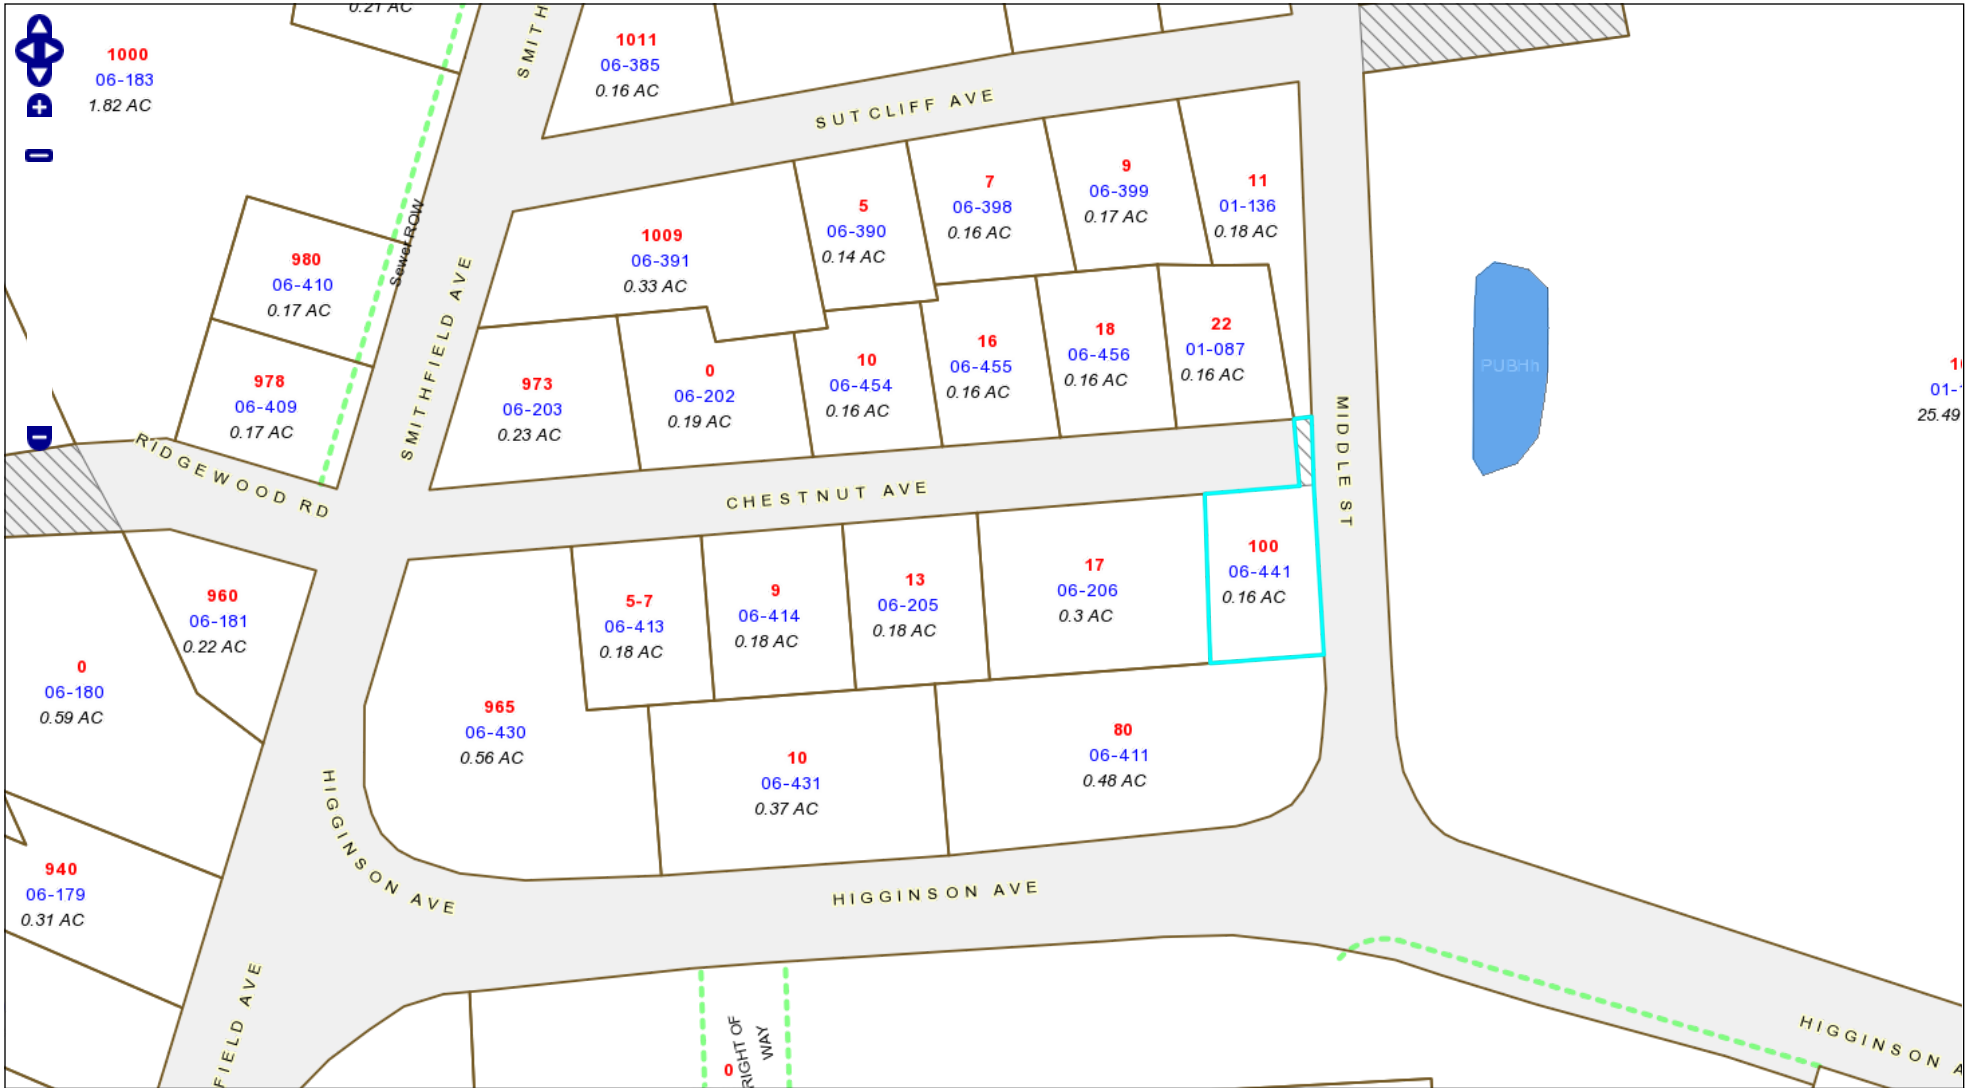 0.21 AC
SMITH
1000
06-183
1.82 AC
1011
06-385
0.16 AC
SUTCLIFF AVE
Sewer ROW
980
06-410
0.17 AC
978
06-409
0.17 AC
SMITHFIELD AVE
1009
06-391
0.33 AC
5
06-390
0.14 AC
7
06-398
0.16 AC
9
06-399
0.17 AC
11
01-136
0.18 AC
973
06-203
0.23 AC
0
06-202
0.19 AC
10
06-454
0.16 AC
16
06-455
0.16 AC
18
06-456
0.16 AC
22
01-087
0.16 AC
PUBHh
01-
25.49
MIDDLE ST
RIDGEWOOD RD
CHESTNUT AVE
960
06-181
0.22 AC
0
06-180
0.59 AC
5-7
06-413
0.18 AC
9
06-414
0.18 AC
13
06-205
0.18 AC
17
06-206
0.3 AC
100
06-441
0.16 AC
965
06-430
0.56 AC
10
06-431
0.37 AC
80
06-411
0.48 AC
HIGGINSON AVE
HIGGINSON AVE
940
06-179
0.31 AC
FIELD AVE
RIGHT OF
WAY
0
HIGGINSON A